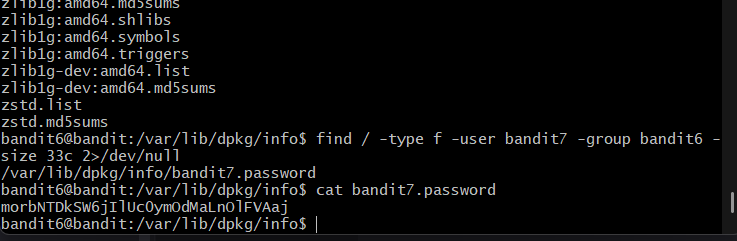 zlib1g:amd64.md5sums
zlib1g:amd64.shlibs
zlib1g:amd64.symbols
zlib1g:amd64.triggers
zlib1g-dev:amd64.list
zlib1g-dev:amd64.md5sums
zstd.list
zstd.md5sums
bandit6@bandit:/var/lib/dpkg/info$ find / -type f -user bandit7 -group bandit6 -
size 33c 2>/dev/null
/var/lib/dpkg/info/bandit7.password
bandit6@bandit:/var/lib/dpkg/info$ cat bandit7.password
morbNTDkSW6jIlUc0ymOdMaLnOlFVAaj
bandit6@bandit:/var/lib/dpkg/info$